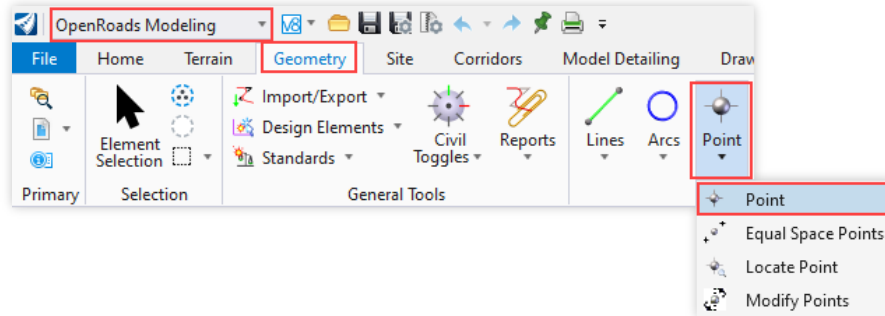 OpenRoads Modeling
File Home Terrain Geometry Site Corridors Model Detailing Draw
Import/Export
Design Elements
Standards
Element
Selection
Civil
Toggles
Reports
Lines
Arcs
Point
Primary
Selection
General Tools
Point
Equal Space Points
Locate Point
Modify Points